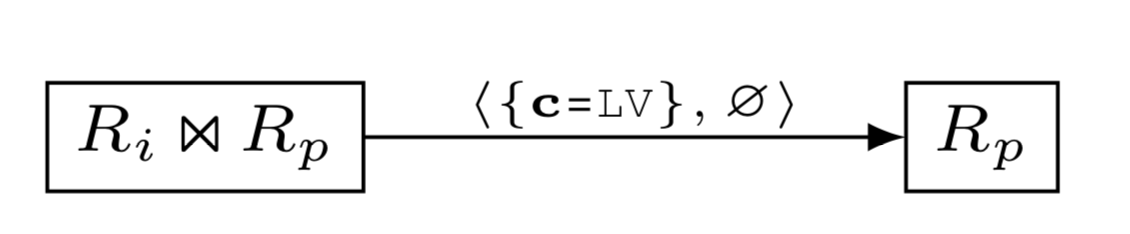 ⟨{c=LV}, ∅⟩
R_i ⋈ R_p
R_p